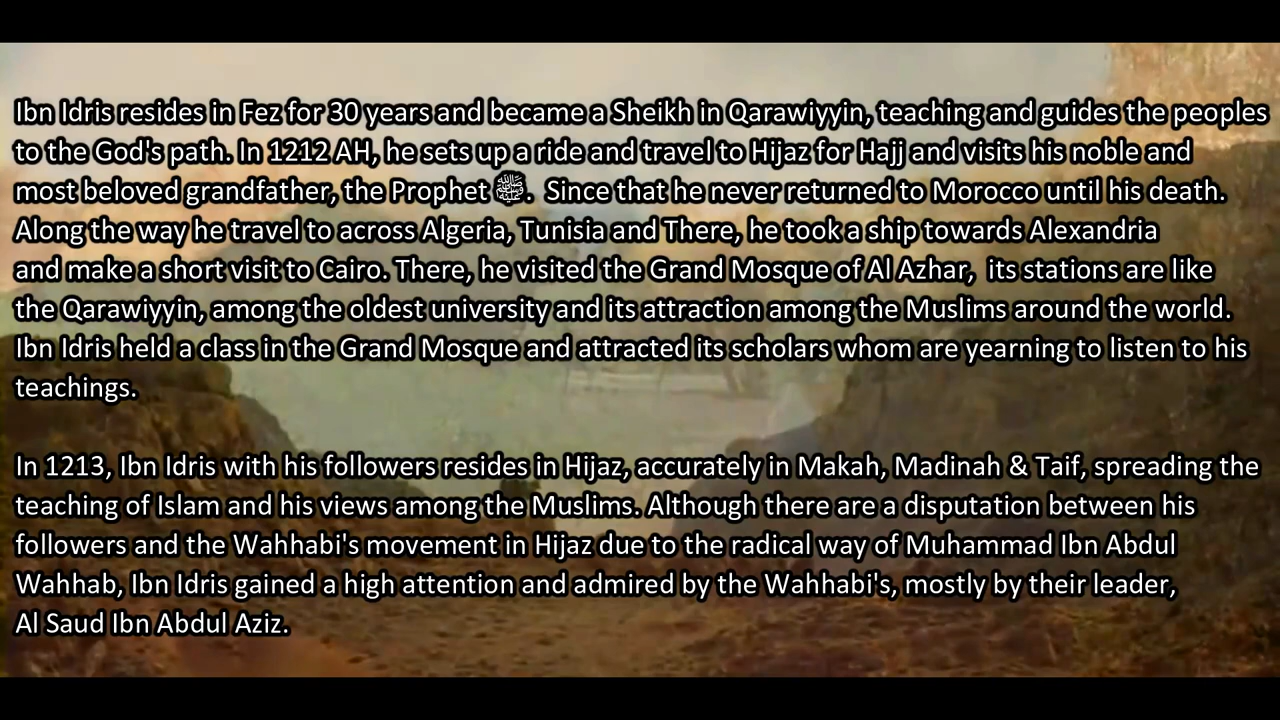 Ibn Idris resides in Fez for 30 years and became a Sheikh in Qarawiyyin, teaching and guides the peoples
to the God's path. In 1212 AH, he sets up a ride and travel to Hijaz for Hajj and visits his noble and
most beloved grandfather, the Prophet ﷺ.  Since that he never returned to Morocco until his death.
Along the way he travel to across Algeria, Tunisia and There, he took a ship towards Alexandria
and make a short visit to Cairo. There, he visited the Grand Mosque of Al Azhar,  its stations are like
the Qarawiyyin, among the oldest university and its attraction among the Muslims around the world.
Ibn Idris held a class in the Grand Mosque and attracted its scholars whom are yearning to listen to his
teachings.
In 1213, Ibn Idris with his followers resides in Hijaz, accurately in Makah, Madinah & Taif, spreading the
teaching of Islam and his views among the Muslims. Although there are a disputation between his
followers and the Wahhabi's movement in Hijaz due to the radical way of Muhammad Ibn Abdul
Wahhab, Ibn Idris gained a high attention and admired by the Wahhabi's, mostly by their leader,
Al Saud Ibn Abdul Aziz.